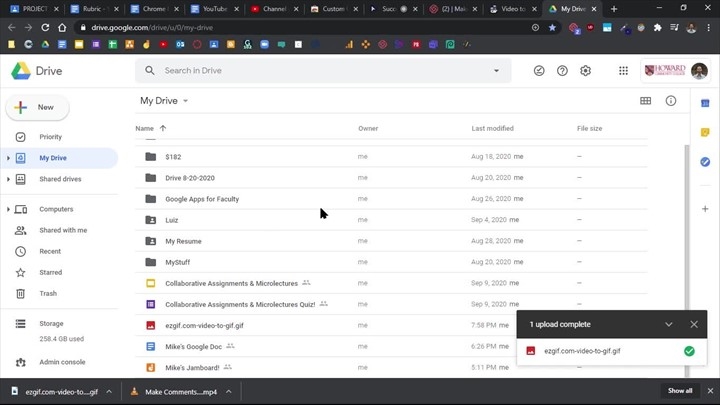 PROJECT
Rubric -
Chrome
YouTube
Channel
Custom
Succe
(2) | Mak
Video to
My Drive
drive.google.com/drive/u/0/my-drive
Drive
Search in Drive
HOWARD
New
My Drive
Priority
My Drive
Shared drives
Computers
Shared with me
Recent
Starred
Trash
Storage
258.4 GB used
Admin console
Name Owner Last modified File size
$182 me Aug 18, 2020 me –
Drive 8-20-2020 me Aug 20, 2020 me –
Google Apps for Faculty me Aug 26, 2020 me –
Luiz me Sep 4, 2020 me –
My Resume me Aug 28, 2020 me –
MyStuff me Aug 20, 2020 me –
Collaborative Assignments & Microlectures me Sep 9, 2020 me –
Collaborative Assignments & Microlectures Quiz! me Sep 9, 2020 me
ezgif.com-video-to-gif.gif me 7:58 PM me
Mike's Google Doc me 6:26 PM me
Mike's Jamboard! me 5:11 PM me
1 upload complete
ezgif.com-video-to-gif.gif
ezgif.com-video-to....gif
Make Comments....mp4
Show all